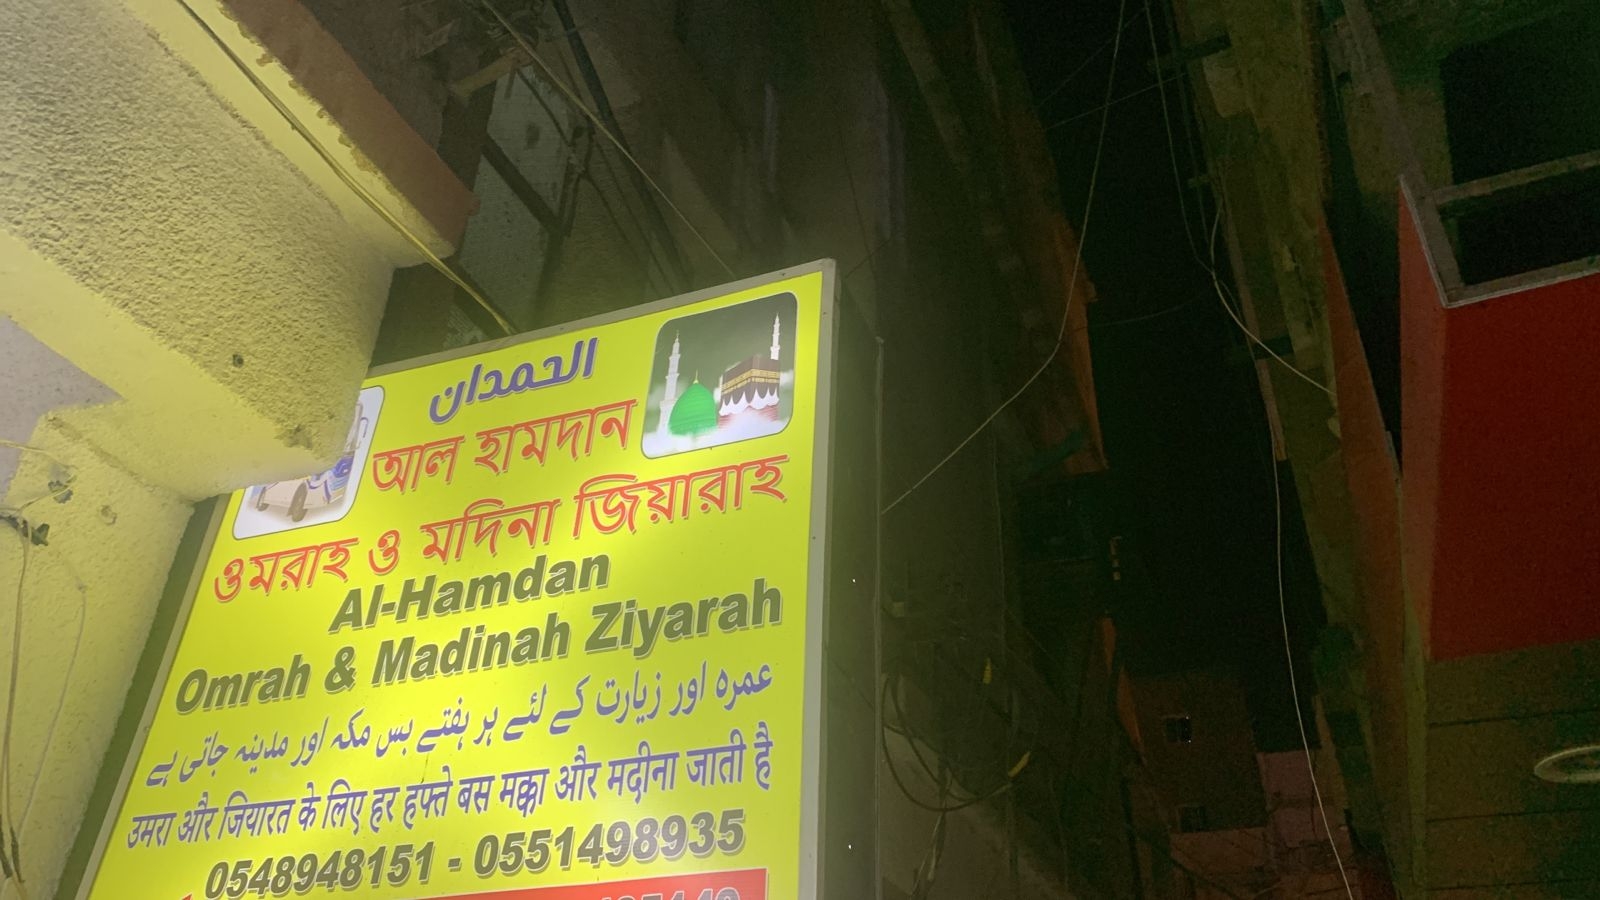 الحمدان
আল হামদান
ওমরাহ ও মদিনা জিয়ারাহ
Al-Hamdan
Omrah & Madinah Ziyarah
عمرہ اور زیارت کے لئے ہر ہفتے بس مکہ اور مدینہ جاتی ہے
उमरा और जियारत के लिए हर हफ्ते बस मक्का और मदीना जाती है
0548948151 - 0551498935